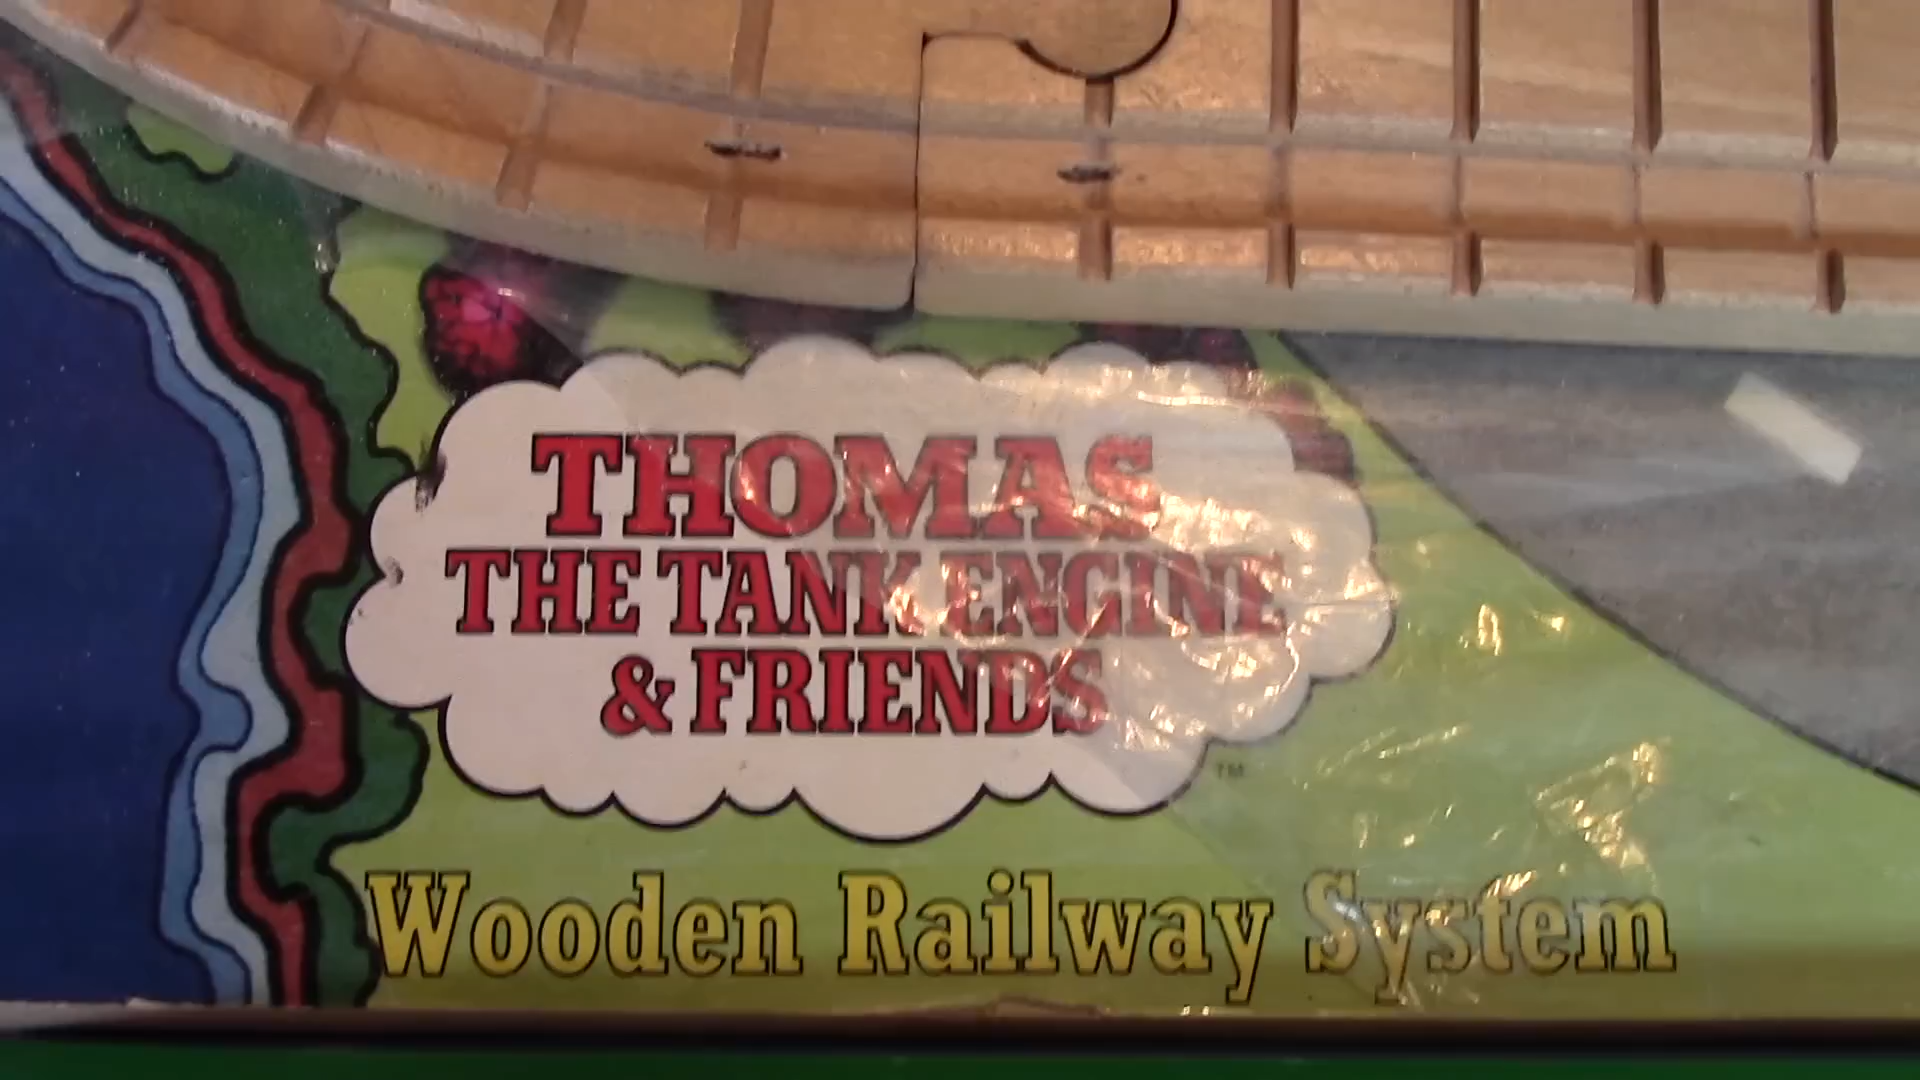 THOMAS
THE TANK ENGINE
& FRIENDS
TM
Wooden Railway System